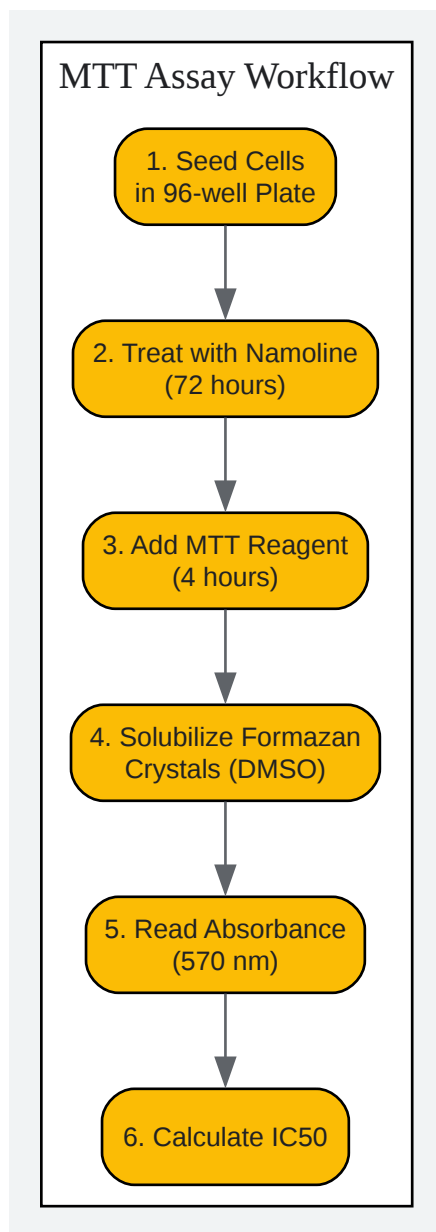 MTT Assay Workflow
1. Seed Cells
in 96-well Plate
2. Treat with Namoline
(72 hours)
3. Add MTT Reagent
(4 hours)
4. Solubilize Formazan
Crystals (DMSO)
5. Read Absorbance
(570 nm)
6. Calculate IC50